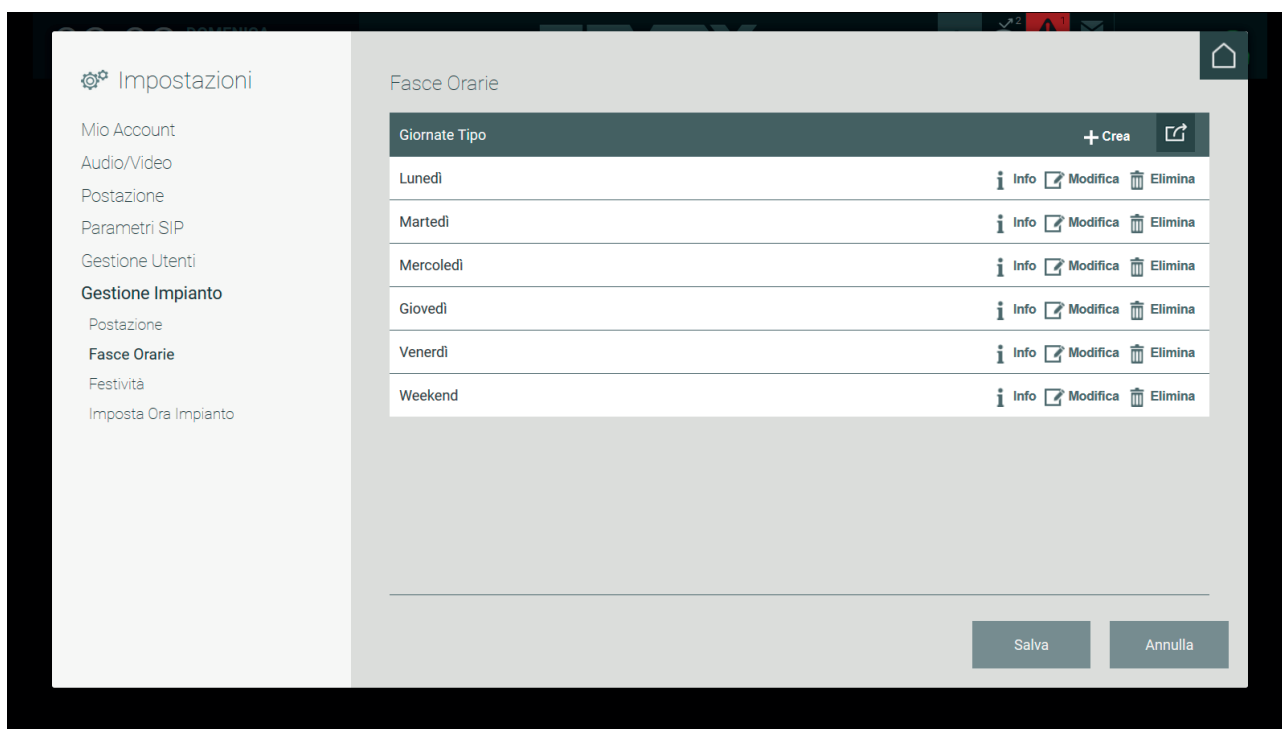 Impostazioni
Mio Account
Audio/Video
Postazione
Parametri SIP
Gestione Utenti
Gestione Impianto
Postazione
Fasce Orarie
Festività
Imposta Ora Impianto
Fasce Orarie
Giornate Tipo + Crea
Lunedì i Info Modifica Elimina
Martedì i Info Modifica Elimina
Mercoledì i Info Modifica Elimina
Giovedì i Info Modifica Elimina
Venerdì i Info Modifica Elimina
Weekend i Info Modifica Elimina
Salva Annulla